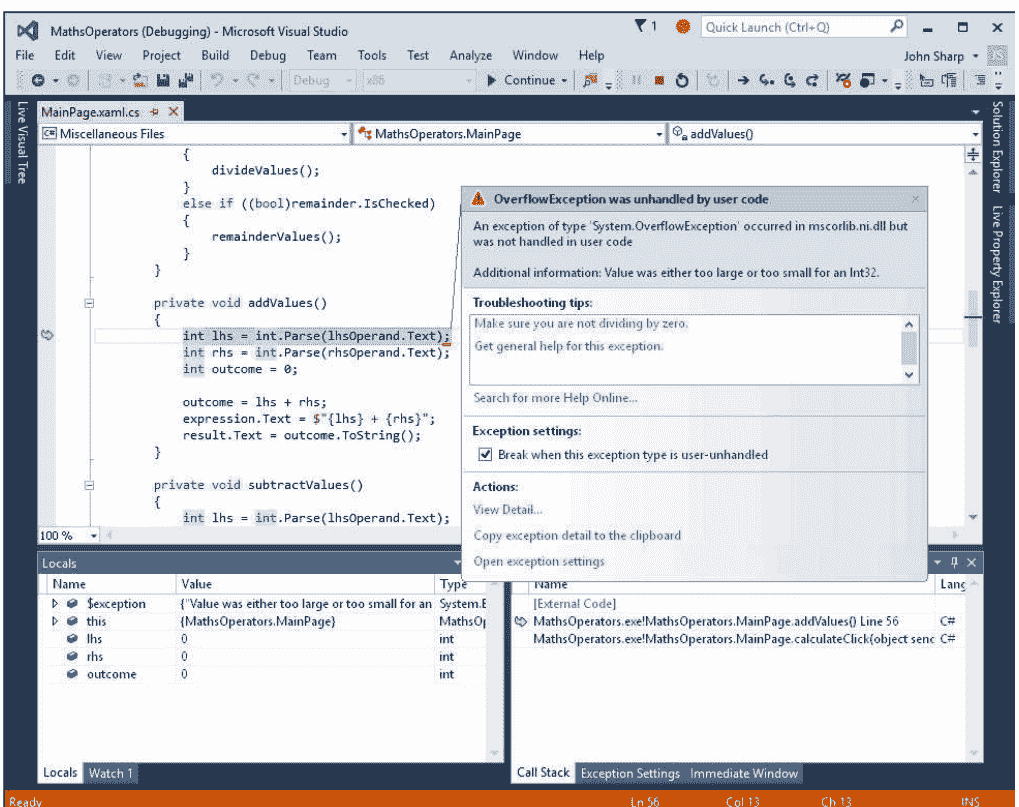 MathsOperators (Debugging) - Microsoft Visual Studio
1
Quick Launch (Ctrl+Q)
File Edit View Project Build Debug Team Tools Test Analyze Window Help
John Sharp
Debug x86 Continue
Live Visual Tree
MainPage.xaml.cs
Miscellaneous Files
MathsOperators.MainPage
addValues()
Solution Explorer
Live Property Explorer
{
divideValues();
}
else if ((bool)remainder.IsChecked)
{
remainderValues();
}
}
private void addValues()
{
int lhs = int.Parse(lhsOperand.Text);
int rhs = int.Parse(rhsOperand.Text);
int outcome = 0;
outcome = lhs + rhs;
expression.Text = $"{lhs} + {rhs}";
result.Text = outcome.ToString();
}
private void subtractValues()
{
int lhs = int.Parse(lhsOperand.Text);
100 %
OverflowException was unhandled by user code
An exception of type 'System.OverflowException' occurred in mscorlib.ni.dll but
was not handled in user code
Additional information: Value was either too large or too small for an Int32.
Troubleshooting tips:
Make sure you are not dividing by zero.
Get general help for this exception.
Search for more Help Online...
Exception settings:
Break when this exception type is user-unhandled
Actions:
View Detail...
Copy exception detail to the clipboard
Open exception settings
Locals
Name Value Type
$exception {"Value was either too large or too small for an System.E
this {MathsOperators.MainPage} MathsOp
lhs 0 int
rhs 0 int
outcome 0 int
Locals Watch 1
Name Lang
[External Code]
MathsOperators.exe!MathsOperators.MainPage.addValues() Line 56 C#
MathsOperators.exe!MathsOperators.MainPage.calculateClick(object senc C#
Call Stack Exception Settings Immediate Window
Ready Ln 56 Col 13 Ch 13 INS